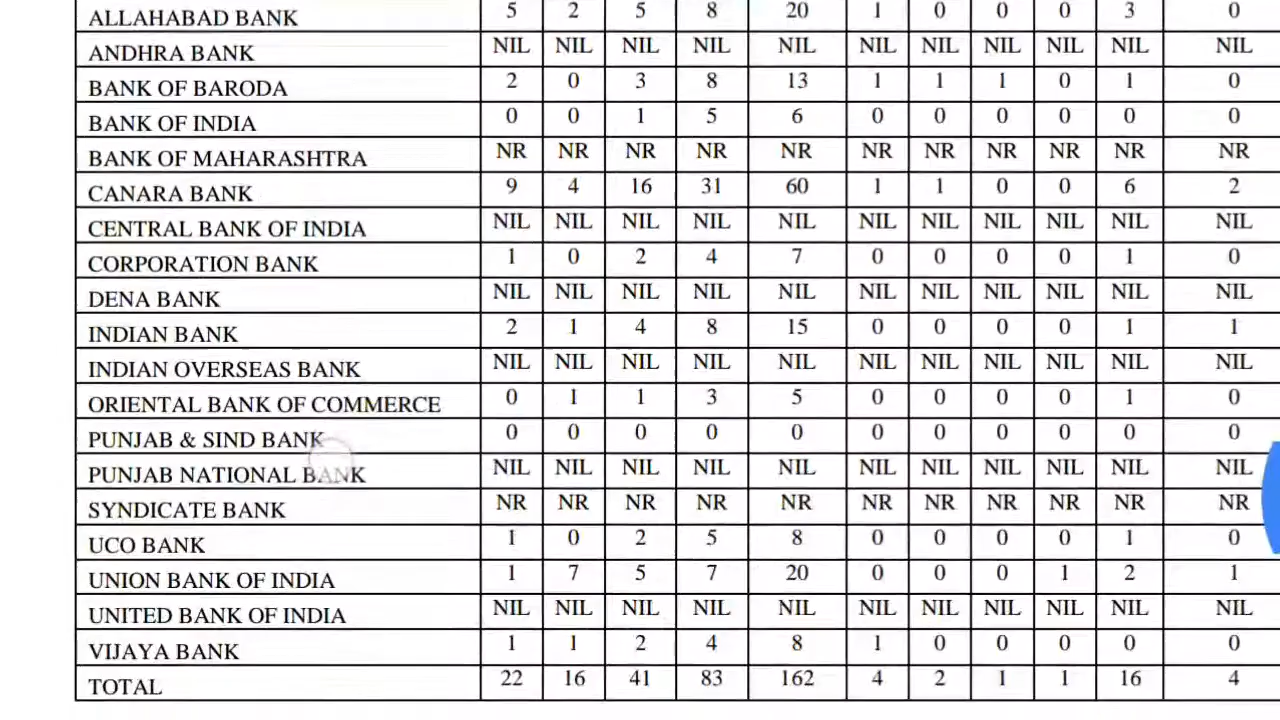 ALLAHABAD BANK 5 2 5 8 20 1 0 0 0 3 0
ANDHRA BANK NIL NIL NIL NIL NIL NIL NIL NIL NIL NIL NIL
BANK OF BARODA 2 0 3 8 13 1 1 1 0 1 0
BANK OF INDIA 0 0 1 5 6 0 0 0 0 0 0
BANK OF MAHARASHTRA NR NR NR NR NR NR NR NR NR NR NR
CANARA BANK 9 4 16 31 60 1 1 0 0 6 2
CENTRAL BANK OF INDIA NIL NIL NIL NIL NIL NIL NIL NIL NIL NIL NIL
CORPORATION BANK 1 0 2 4 7 0 0 0 0 1 0
DENA BANK NIL NIL NIL NIL NIL NIL NIL NIL NIL NIL NIL
INDIAN BANK 2 1 4 8 15 0 0 0 0 1 1
INDIAN OVERSEAS BANK NIL NIL NIL NIL NIL NIL NIL NIL NIL NIL NIL
ORIENTAL BANK OF COMMERCE 0 1 1 3 5 0 0 0 0 1 0
PUNJAB & SIND BANK 0 0 0 0 0 0 0 0 0 0 0
PUNJAB NATIONAL BANK NIL NIL NIL NIL NIL NIL NIL NIL NIL NIL NIL
SYNDICATE BANK NR NR NR NR NR NR NR NR NR NR NR
UCO BANK 1 0 2 5 8 0 0 0 0 1 0
UNION BANK OF INDIA 1 7 5 7 20 0 0 0 1 2 1
UNITED BANK OF INDIA NIL NIL NIL NIL NIL NIL NIL NIL NIL NIL NIL
VIJAYA BANK 1 1 2 4 8 1 0 0 0 0 0
TOTAL 22 16 41 83 162 4 2 1 1 16 4